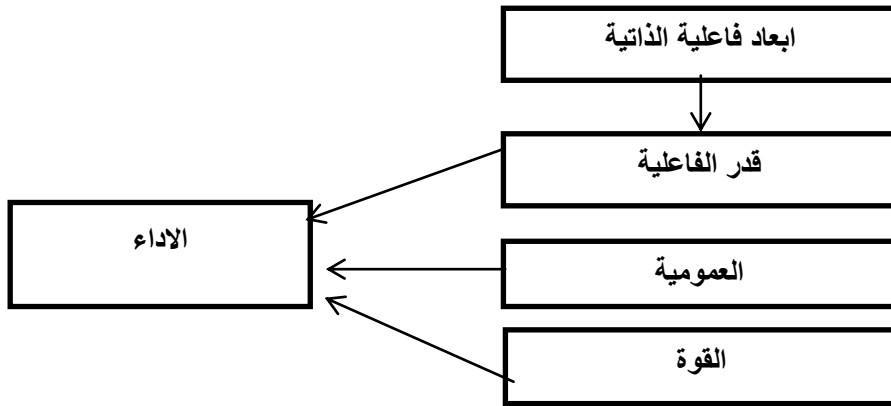 ابعاد فاعلية الذاتية
قدر الفاعلية
الاداء
العمومية
القوة